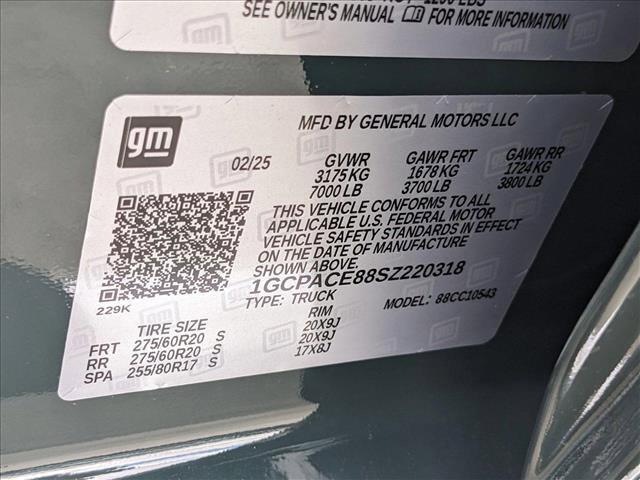 SEE OWNER'S MANUAL FOR MORE INFORMATION
gm
MFD BY GENERAL MOTORS LLC
02/25 GVWR GAWR FRT GAWR RR
3175 KG 1678 KG 1724 KG
7000 LB 3700 LB 3800 LB
THIS VEHICLE CONFORMS TO ALL
APPLICABLE U.S. FEDERAL MOTOR
VEHICLE SAFETY STANDARDS IN EFFECT
ON THE DATE OF MANUFACTURE
SHOWN ABOVE.
1GCPACE88SZ220318
229K
TYPE: TRUCK MODEL: 88CC10543
TIRE SIZE RIM
FRT 275/60R20 S 20X9J
RR 275/60R20 S 20X9J
SPA 255/80R17 S 17X8J